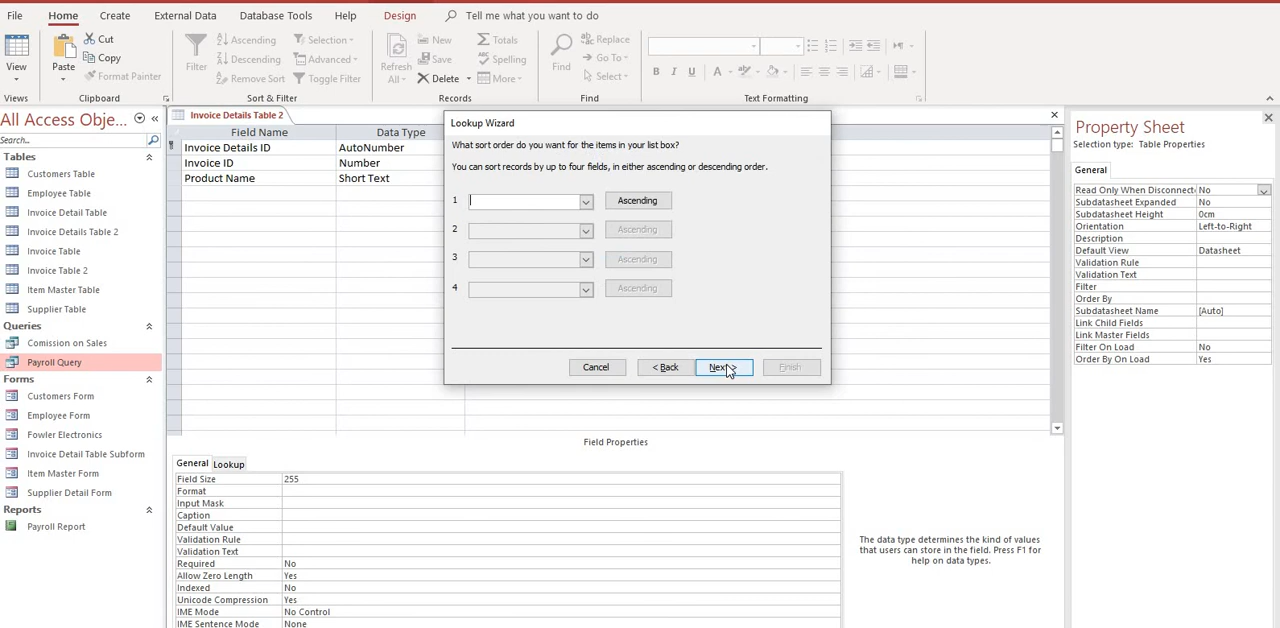 File Home Create External Data Database Tools Help Design Tell me what you want to do
View
Views
Paste
Cut
Copy
Format Painter
Clipboard
Filter
Ascending
Descending
Remove Sort
Selection
Advanced
Toggle Filter
Sort & Filter
Refresh All
New
Save
Delete
Totals
Spelling
More
Records
Find
Replace
Go To
Select
Find
B I U A
Text Formatting
All Access Obje...
Search...
Tables
Customers Table
Employee Table
Invoice Detail Table
Invoice Details Table 2
Invoice Table
Invoice Table 2
Item Master Table
Supplier Table
Queries
Comission on Sales
Payroll Query
Forms
Customers Form
Employee Form
Fowler Electronics
Invoice Detail Table Subform
Item Master Form
Supplier Detail Form
Reports
Payroll Report
Invoice Details Table 2
Field Name Data Type
Invoice Details ID AutoNumber
Invoice ID Number
Product Name Short Text
Lookup Wizard
What sort order do you want for the items in your list box?
You can sort records by up to four fields, in either ascending or descending order.
1 Ascending
2 Ascending
3 Ascending
4 Ascending
Cancel < Back Next > Finish
Field Properties
General Lookup
Field Size 255
Format
Input Mask
Caption
Default Value
Validation Rule
Validation Text
Required No
Allow Zero Length Yes
Indexed No
Unicode Compression Yes
IME Mode No Control
IME Sentence Mode None
The data type determines the kind of values
that users can store in the field. Press F1 for
help on data types.
Property Sheet
Selection type: Table Properties
General
Read Only When Disconnect No
Subdatasheet Expanded No
Subdatasheet Height 0cm
Orientation Left-to-Right
Description
Default View Datasheet
Validation Rule
Validation Text
Filter
Order By
Subdatasheet Name [Auto]
Link Child Fields
Link Master Fields
Filter On Load No
Order By On Load Yes